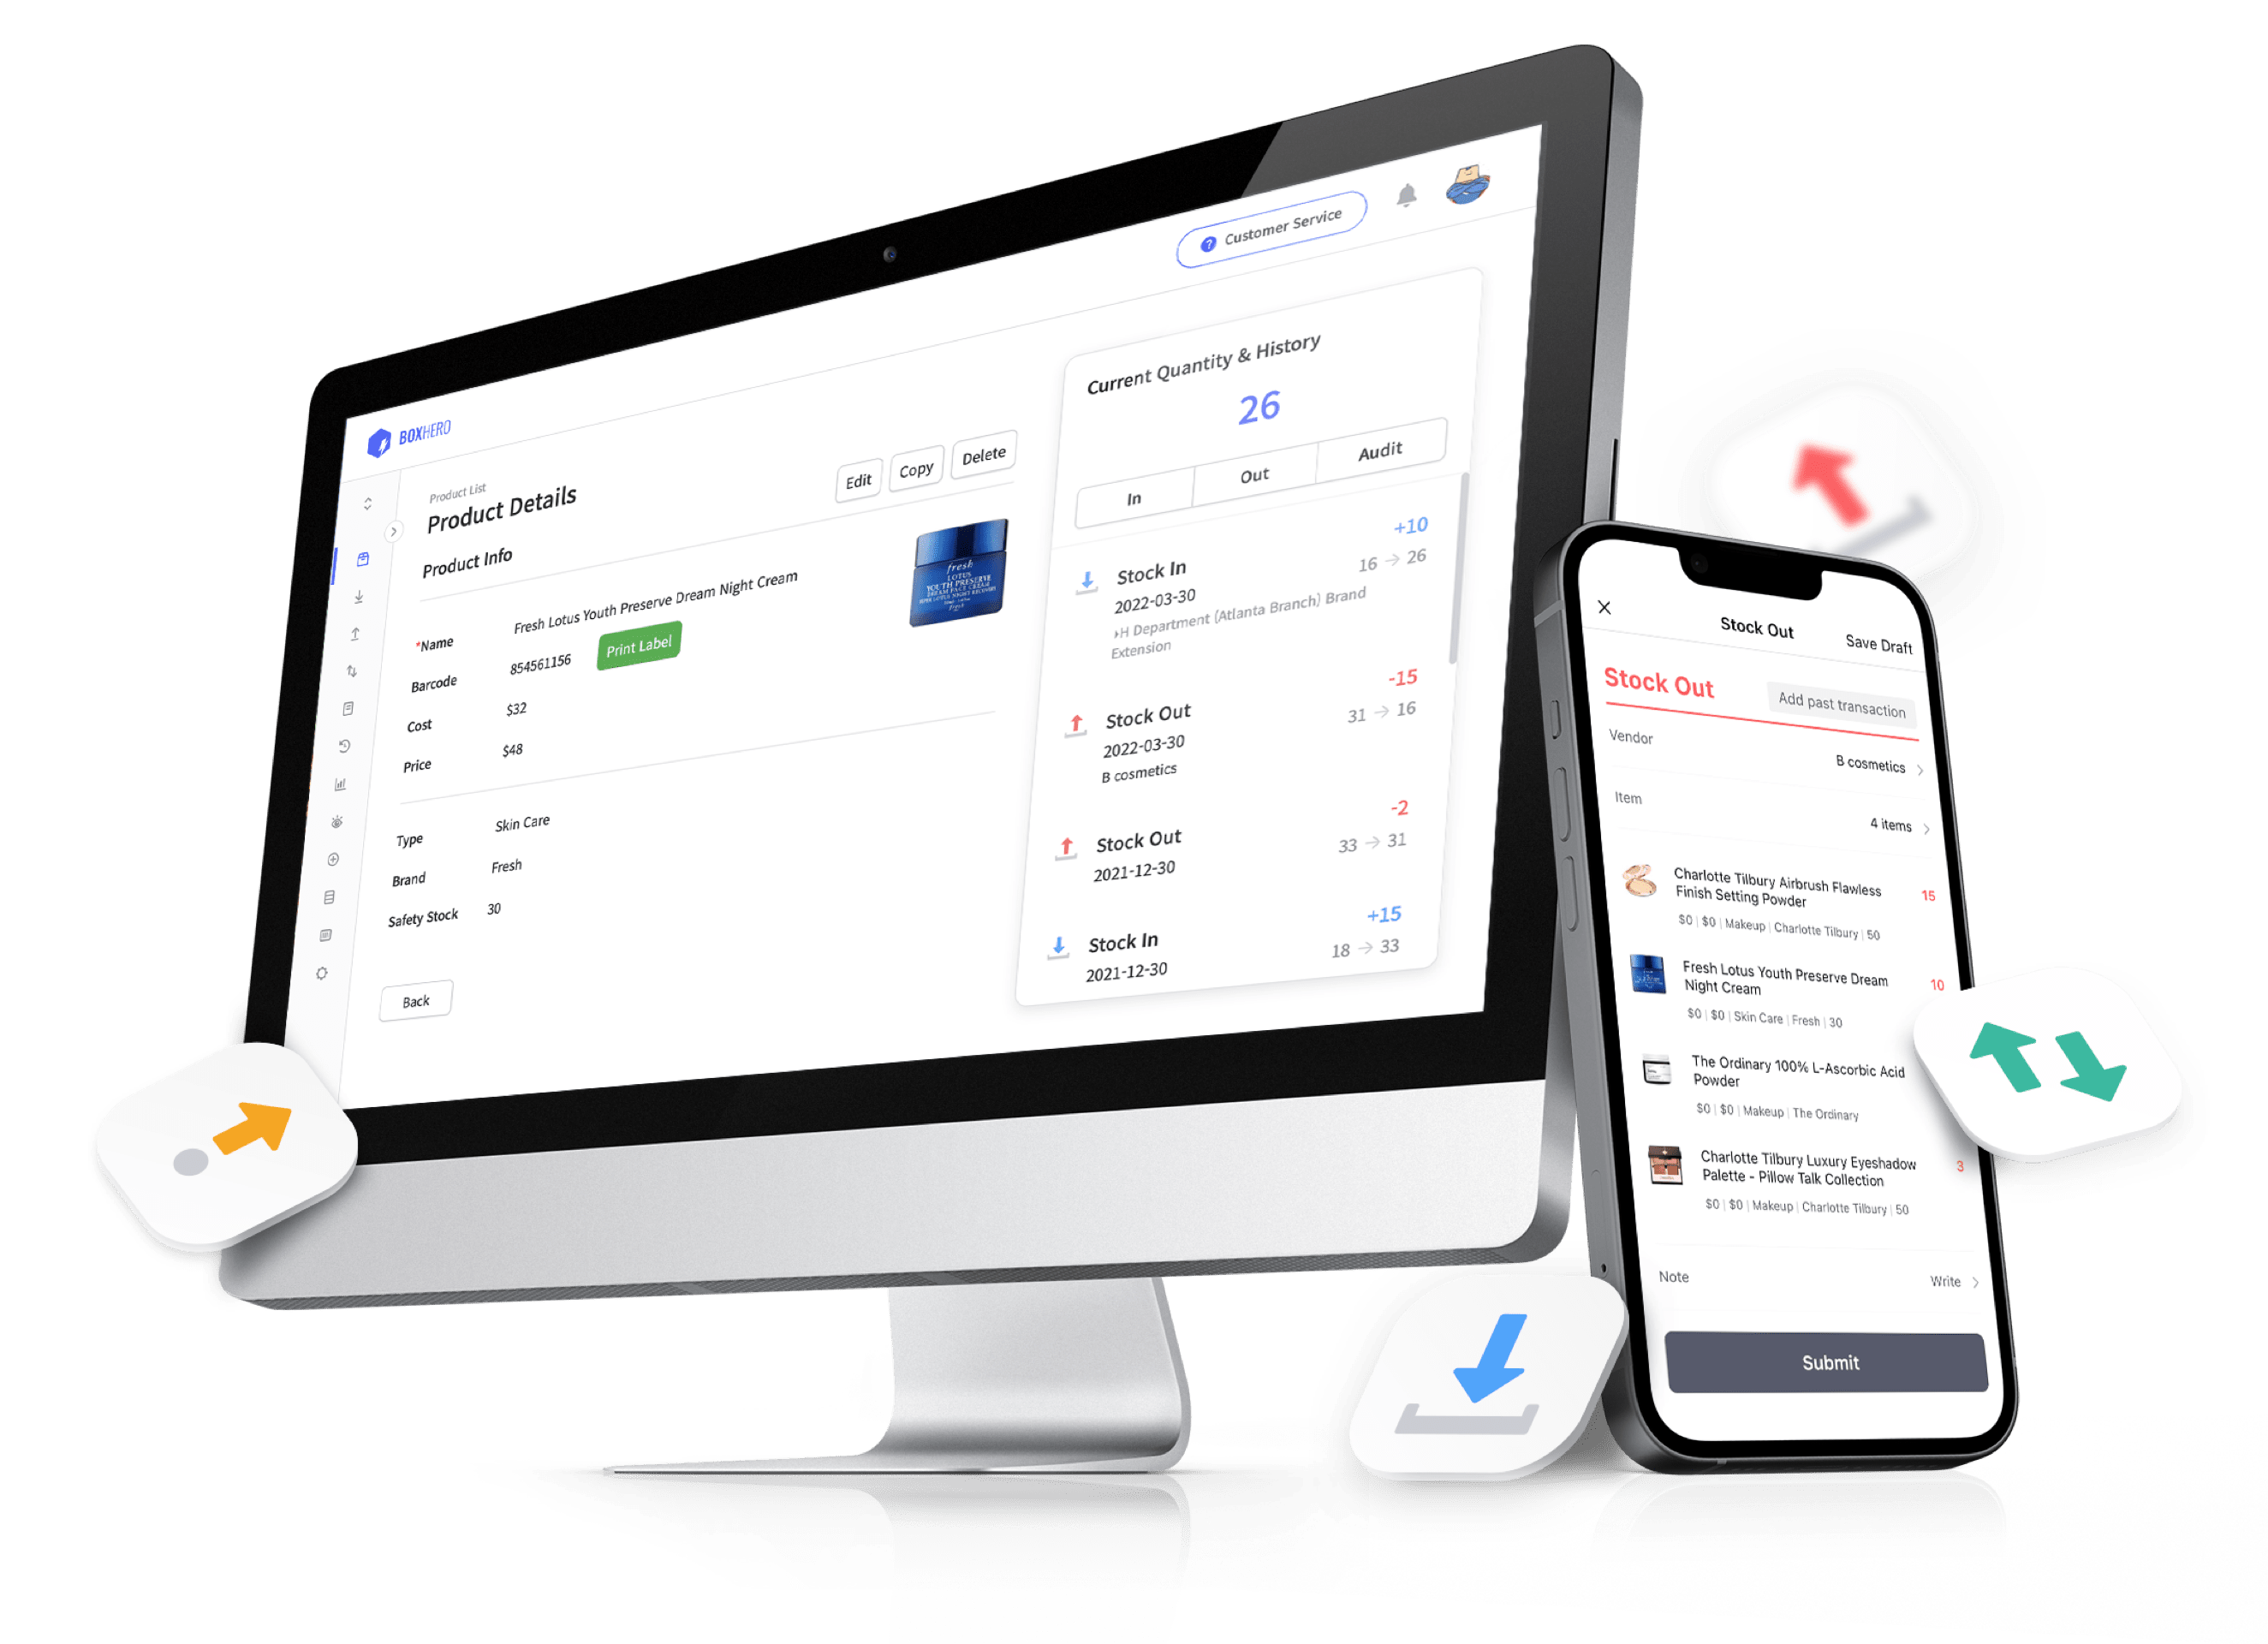 BOXHERO
? Customer Service
Product List
Product Details
Edit
Copy
Delete
Product Info
*Name
Fresh Lotus Youth Preserve Dream Night Cream
Barcode
854561156
Print Label
Cost
$32
Price
$48
Type
Skin Care
Brand
Fresh
Safety Stock
30
Back
fresh
LOTUS
YOUTH PRESERVE
DREAM FACE CREAM
SUPER LOTUS NIGHT RECOVERY
fresh
Current Quantity & History
26
In
Out
Audit
+10
Stock In
16 → 26
2022-03-30
H Department (Atlanta Branch) Brand
Extension
-15
Stock Out
31 → 16
2022-03-30
B cosmetics
-2
Stock Out
33 → 31
2021-12-30
+15
Stock In
18 → 33
2021-12-30
Stock Out
Save Draft
Stock Out
Add past transaction
Vendor
B cosmetics
Item
4 items
Charlotte Tilbury Airbrush Flawless
Finish Setting Powder
15
$0 | $0 | Makeup | Charlotte Tilbury | 50
Fresh Lotus Youth Preserve Dream
Night Cream
10
$0 | $0 | Skin Care | Fresh | 30
The Ordinary 100% L-Ascorbic Acid
Powder
$0 | $0 | Makeup | The Ordinary
Charlotte Tilbury Luxury Eyeshadow
Palette - Pillow Talk Collection
3
$0 | $0 | Makeup | Charlotte Tilbury | 50
Note
Write
Submit